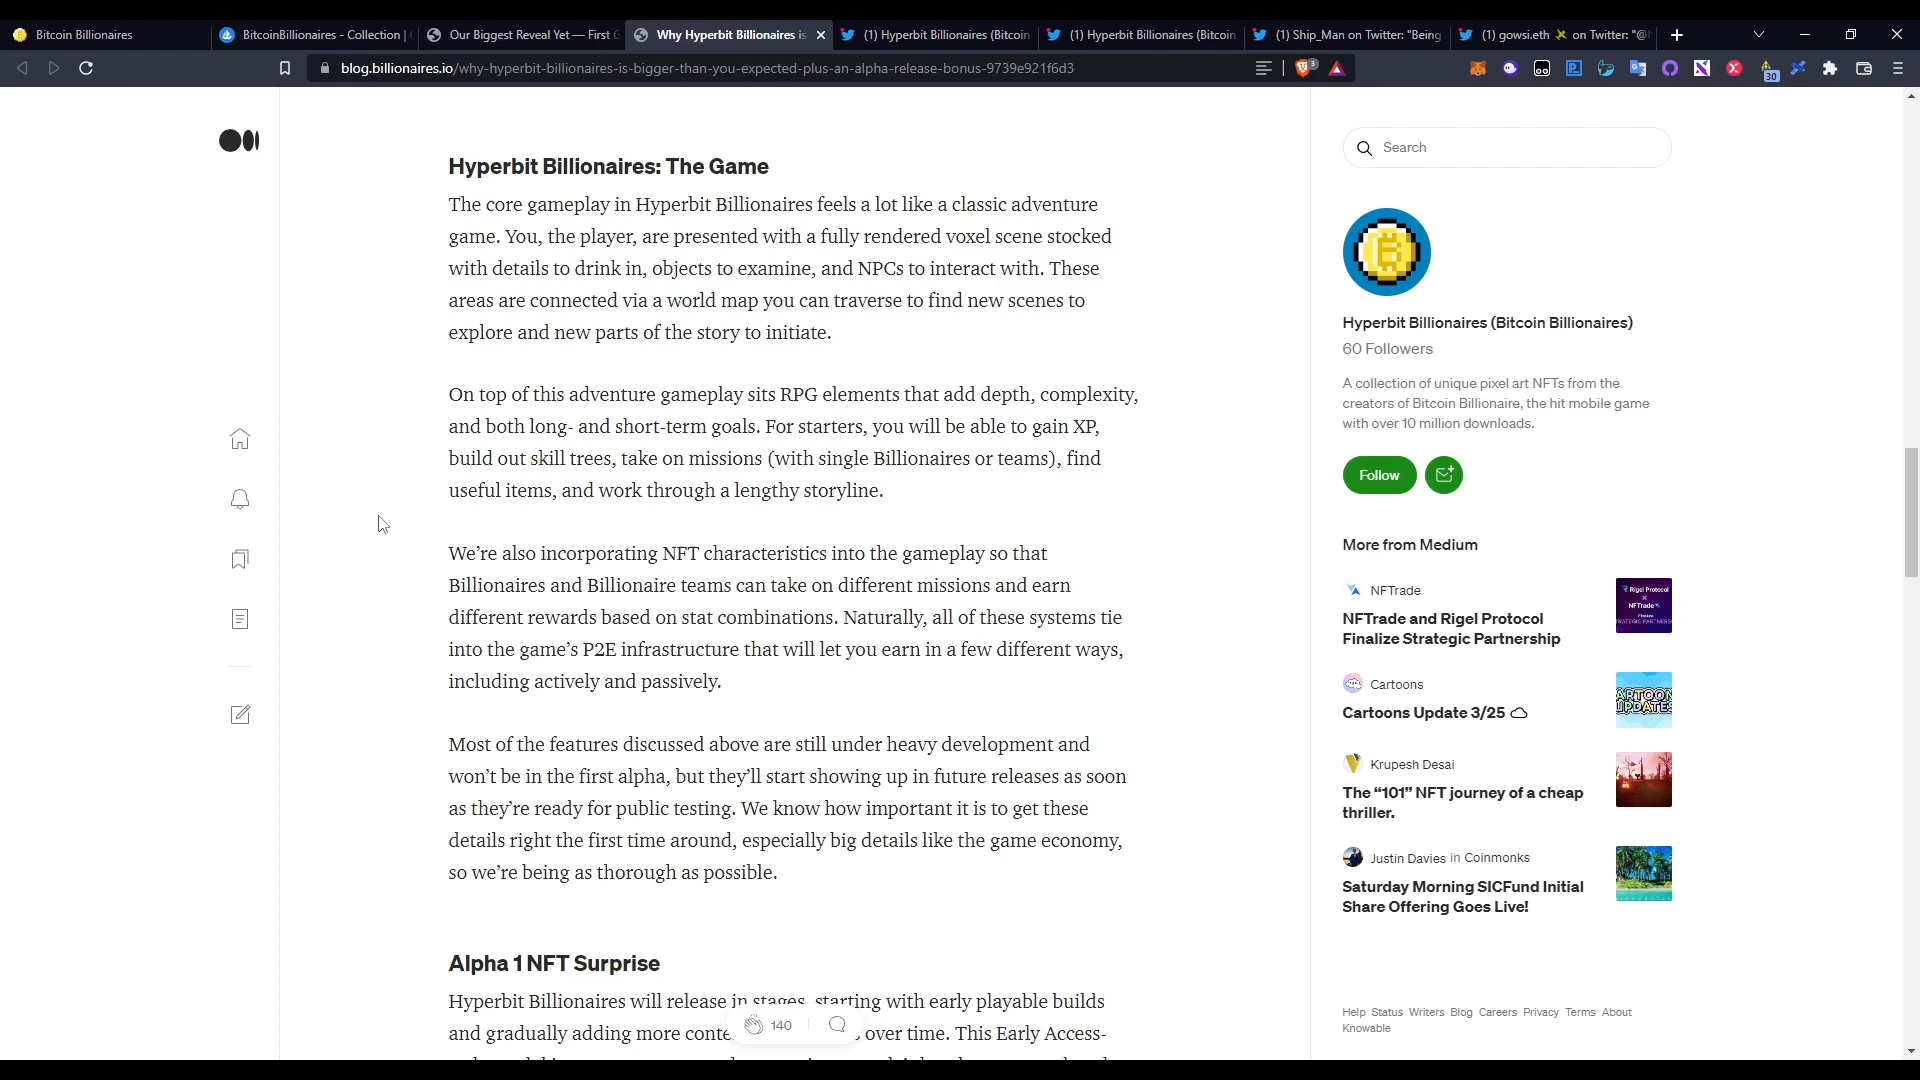 Bitcoin Billionaires
BitcoinBillionaires - Collection |
Our Biggest Reveal Yet — First G
Why Hyperbit Billionaires is
(1) Hyperbit Billionaires (Bitcoin
(1) Hyperbit Billionaires (Bitcoin
(1) Ship_Man on Twitter: "Being
(1) gowsi.eth on Twitter: "@
blog.billionaires.io/why-hyperbit-billionaires-is-bigger-than-you-expected-plus-an-alpha-release-bonus-9739e921f6d3
3
30
Hyperbit Billionaires: The Game
The core gameplay in Hyperbit Billionaires feels a lot like a classic adventure
game. You, the player, are presented with a fully rendered voxel scene stocked
with details to drink in, objects to examine, and NPCs to interact with. These
areas are connected via a world map you can traverse to find new scenes to
explore and new parts of the story to initiate.
On top of this adventure gameplay sits RPG elements that add depth, complexity,
and both long- and short-term goals. For starters, you will be able to gain XP,
build out skill trees, take on missions (with single Billionaires or teams), find
useful items, and work through a lengthy storyline.
We’re also incorporating NFT characteristics into the gameplay so that
Billionaires and Billionaire teams can take on different missions and earn
different rewards based on stat combinations. Naturally, all of these systems tie
into the game’s P2E infrastructure that will let you earn in a few different ways,
including actively and passively.
Most of the features discussed above are still under heavy development and
won’t be in the first alpha, but they’ll start showing up in future releases as soon
as they’re ready for public testing. We know how important it is to get these
details right the first time around, especially big details like the game economy,
so we’re being as thorough as possible.
Alpha 1 NFT Surprise
Hyperbit Billionaires will release in stages, starting with early playable builds
and gradually adding more conte over time. This Early Access-
140
Search
Hyperbit Billionaires (Bitcoin Billionaires)
60 Followers
A collection of unique pixel art NFTs from the
creators of Bitcoin Billionaire, the hit mobile game
with over 10 million downloads.
Follow
More from Medium
NFTrade
NFTrade and Rigel Protocol
Finalize Strategic Partnership
Rigel Protocol
X
NFTrade
Finalize
Cartoons
Cartoons Update 3/25
ARTOON
UPDATES
Krupesh Desai
The “101” NFT journey of a cheap
thriller.
Justin Davies in Coinmonks
Saturday Morning SICFund Initial
Share Offering Goes Live!
Help Status Writers Blog Careers Privacy Terms About
Knowable